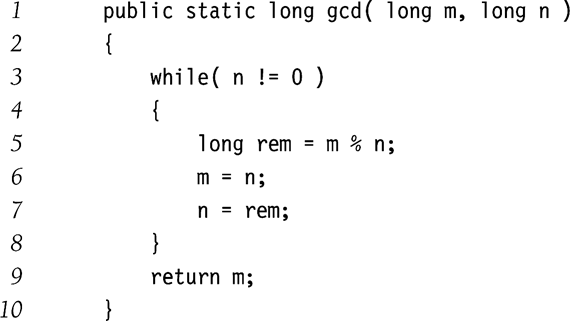 1 public static long gcd( long m, long n )
2 {
3 while( n != 0 )
4 {
5 long rem = m % n;
6 m = n;
7 n = rem;
8 }
9 return m;
10 }